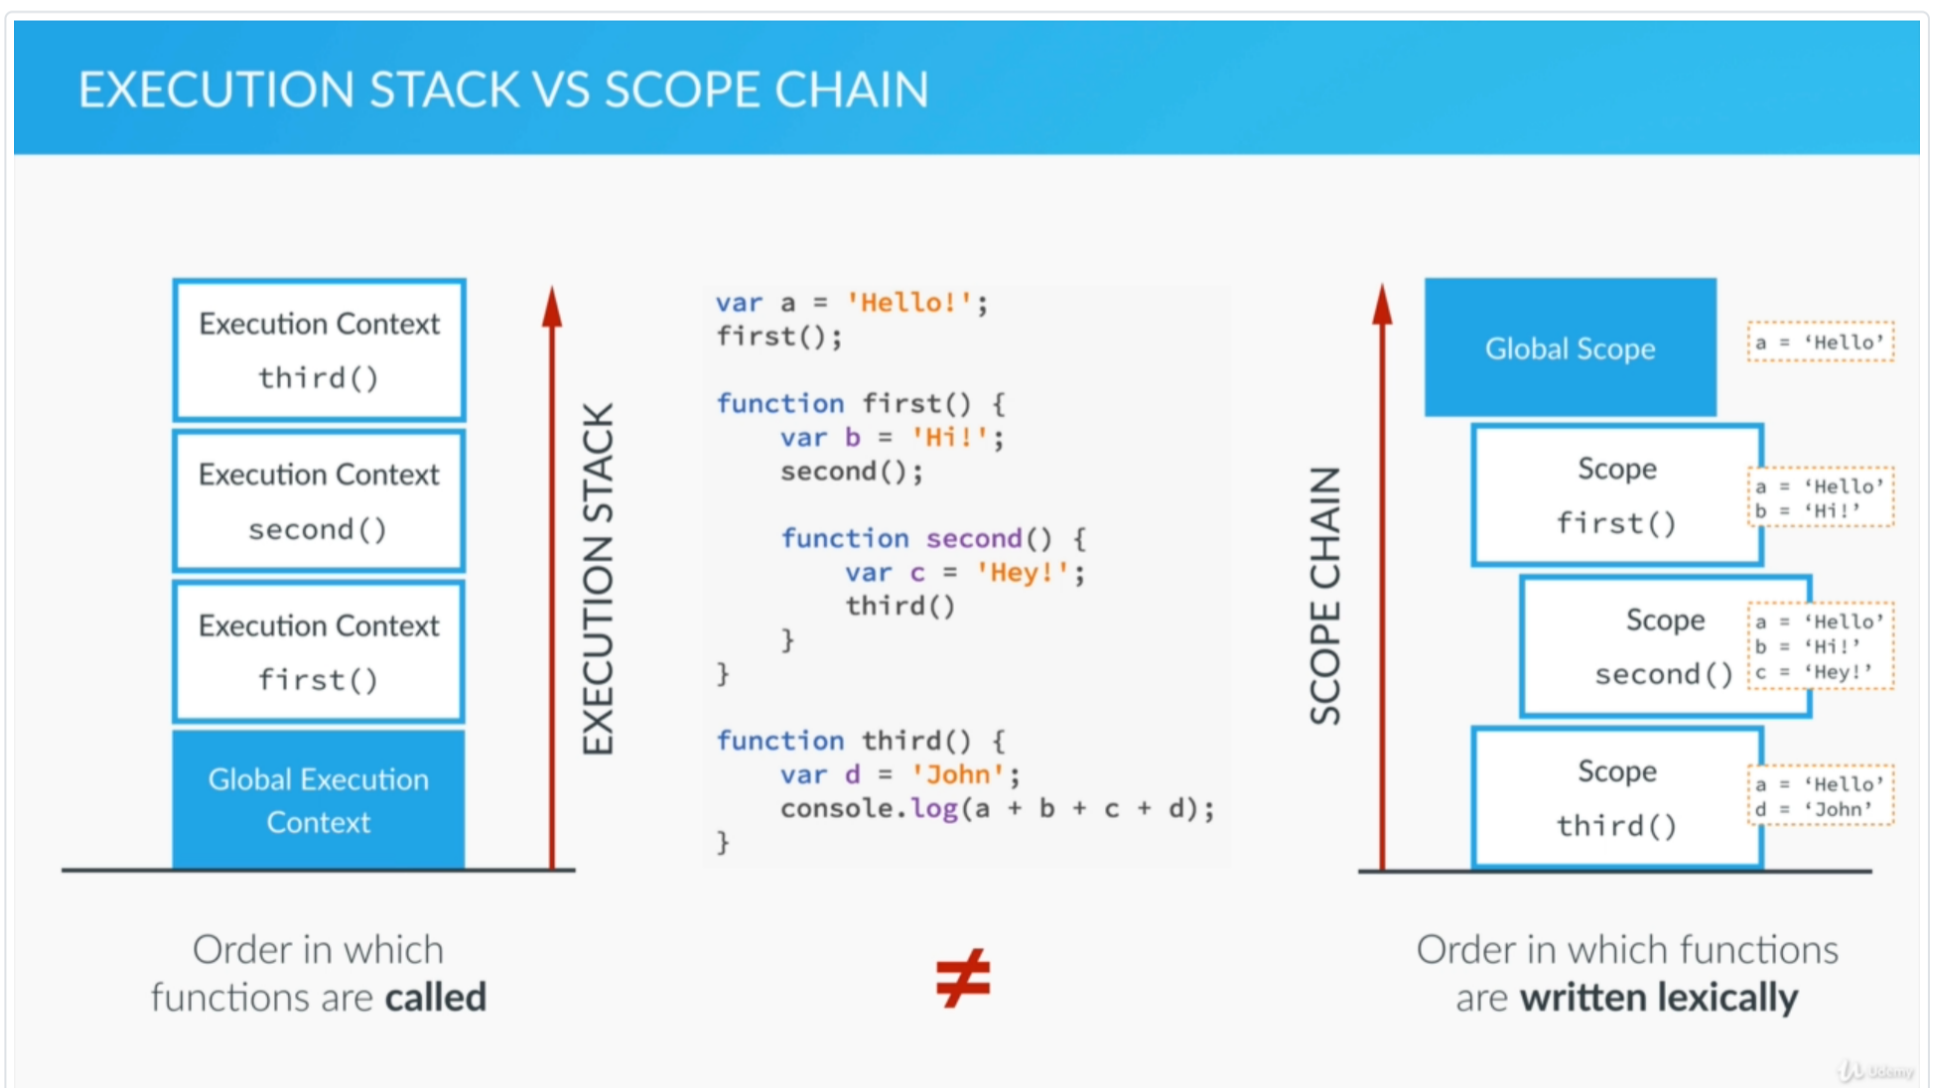 EXECUTION STACK VS SCOPE CHAIN
Execution Context
third()
Execution Context
second()
Execution Context
first()
Global Execution
Context
EXECUTION STACK
Order in which
functions are called
var a = 'Hello!';
first();
function first() {
var b = 'Hi!';
second();
function second() {
var c = 'Hey!';
third()
}
}
function third() {
var d = 'John';
console.log(a + b + c + d);
}
≠
SCOPE CHAIN
Global Scope
a = ‘Hello’
Scope
first()
a = ‘Hello’
b = ‘Hi!’
Scope
second()
a = ‘Hello’
b = ‘Hi!’
c = ‘Hey!’
Scope
third()
a = ‘Hello’
d = ‘John’
Order in which functions
are written lexically
Udemy